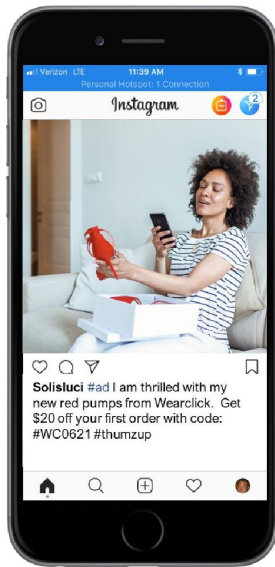 Verizon LTE 11:39 AM
Personal Hotspot: 1 Connection
Instagram
2
Solisluci #ad I am thrilled with my
new red pumps from Wearclick. Get
$20 off your first order with code:
#WC0621 #thumzup